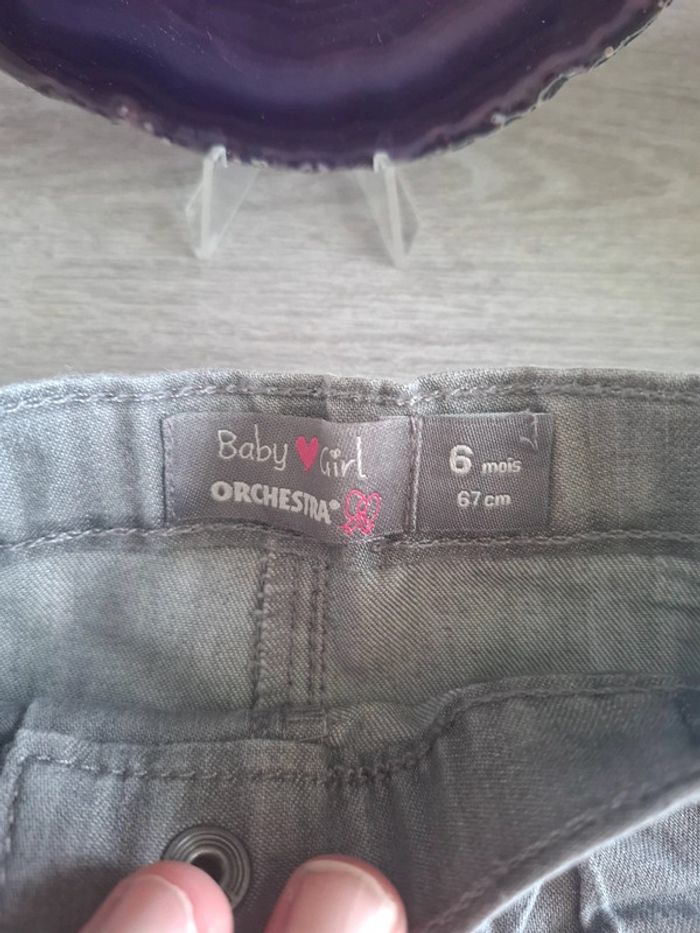 Baby Girl
ORCHESTRA®
6 mois
67 cm